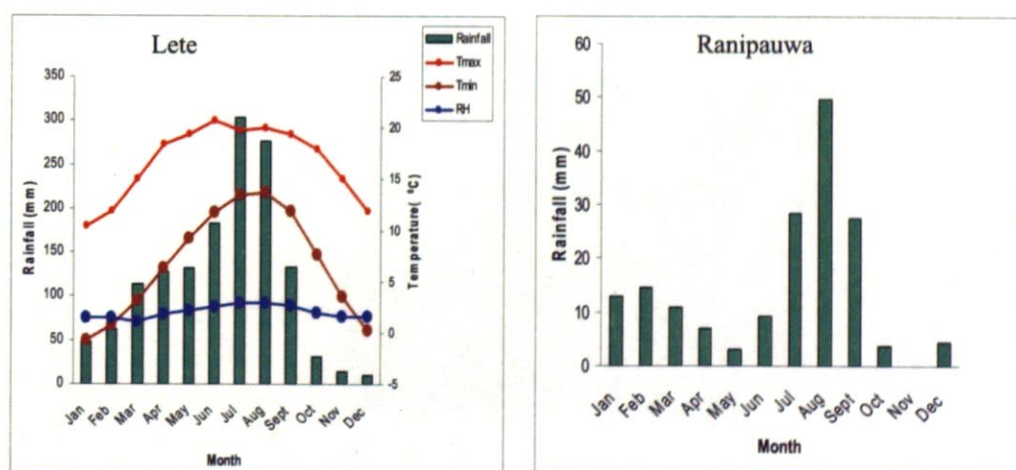 Lete
Rainfall
Tmax
Tmin
RH
350
300
250
200
150
100
50
0
Rainfall (mm)
25
20
15
10
5
0
-5
Temperature( °C)
Jan Feb Mar Apr May Jun Jul Aug Sept Oct Nov Dec
Month
Ranipauwa
60
50
40
30
20
10
0
Rainfall (mm)
Jan Feb Mar Apr May Jun Jul Aug Sept Oct Nov Dec
Month